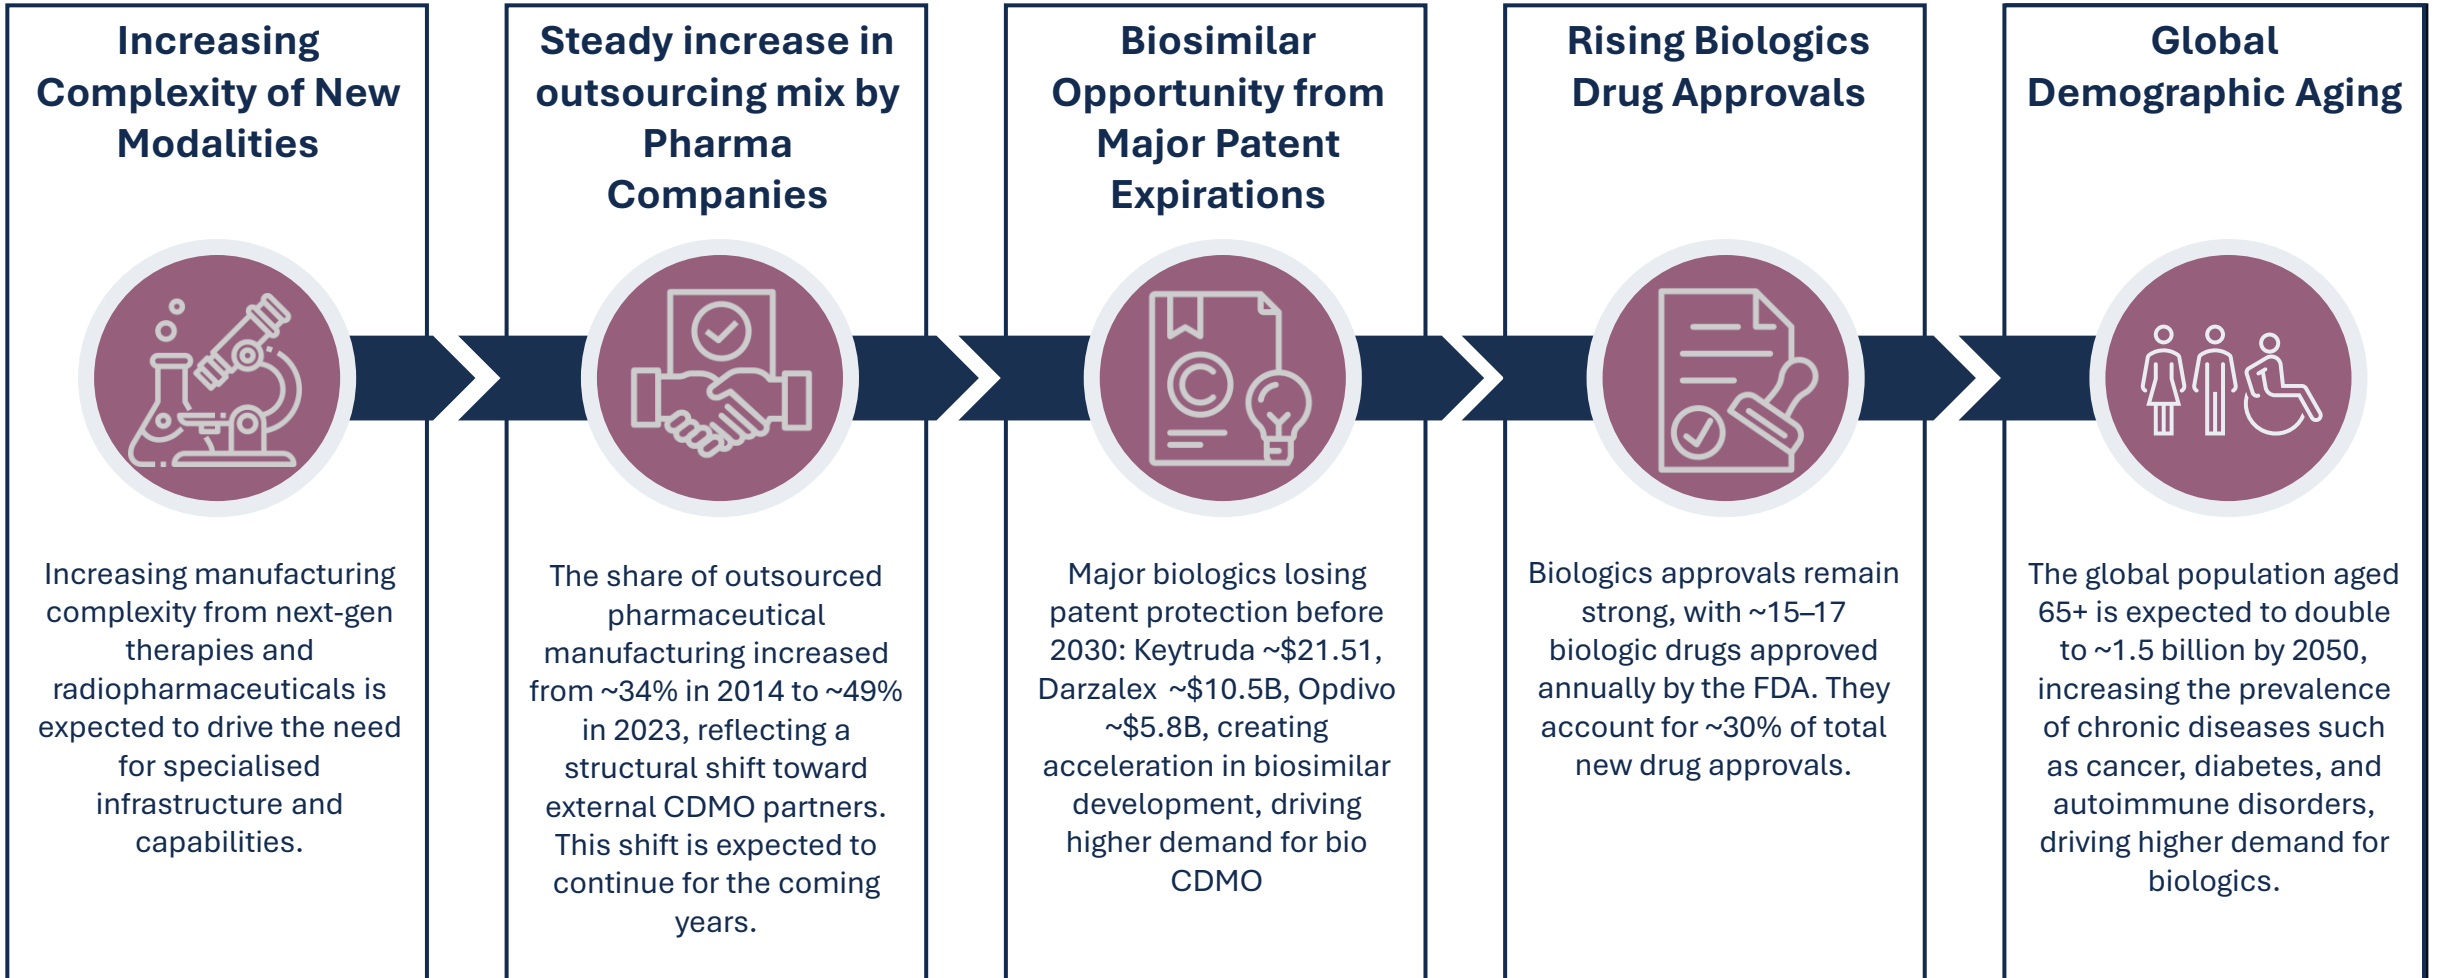 Increasing
Complexity of New
Modalities
Increasing manufacturing
complexity from next-gen
therapies and
radiopharmaceuticals is
expected to drive the need
for specialised
infrastructure and
capabilities.
Steady increase in
outsourcing mix by
Pharma
Companies
The share of outsourced
pharmaceutical
manufacturing increased
from ~34% in 2014 to ~49%
in 2023, reflecting a
structural shift toward
external CDMO partners.
This shift is expected to
continue for the coming
years.
Biosimilar
Opportunity from
Major Patent
Expirations
Major biologics losing
patent protection before
2030: Keytruda ~$21.51,
Darzalex ~$10.5B, Opdivo
~$5.8B, creating
acceleration in biosimilar
development, driving
higher demand for bio
CDMO
Rising Biologics
Drug Approvals
Biologics approvals remain
strong, with ~15–17
biologic drugs approved
annually by the FDA. They
account for ~30% of total
new drug approvals.
Global
Demographic Aging
The global population aged
65+ is expected to double
to ~1.5 billion by 2050,
increasing the prevalence
of chronic diseases such
as cancer, diabetes, and
autoimmune disorders,
driving higher demand for
biologics.